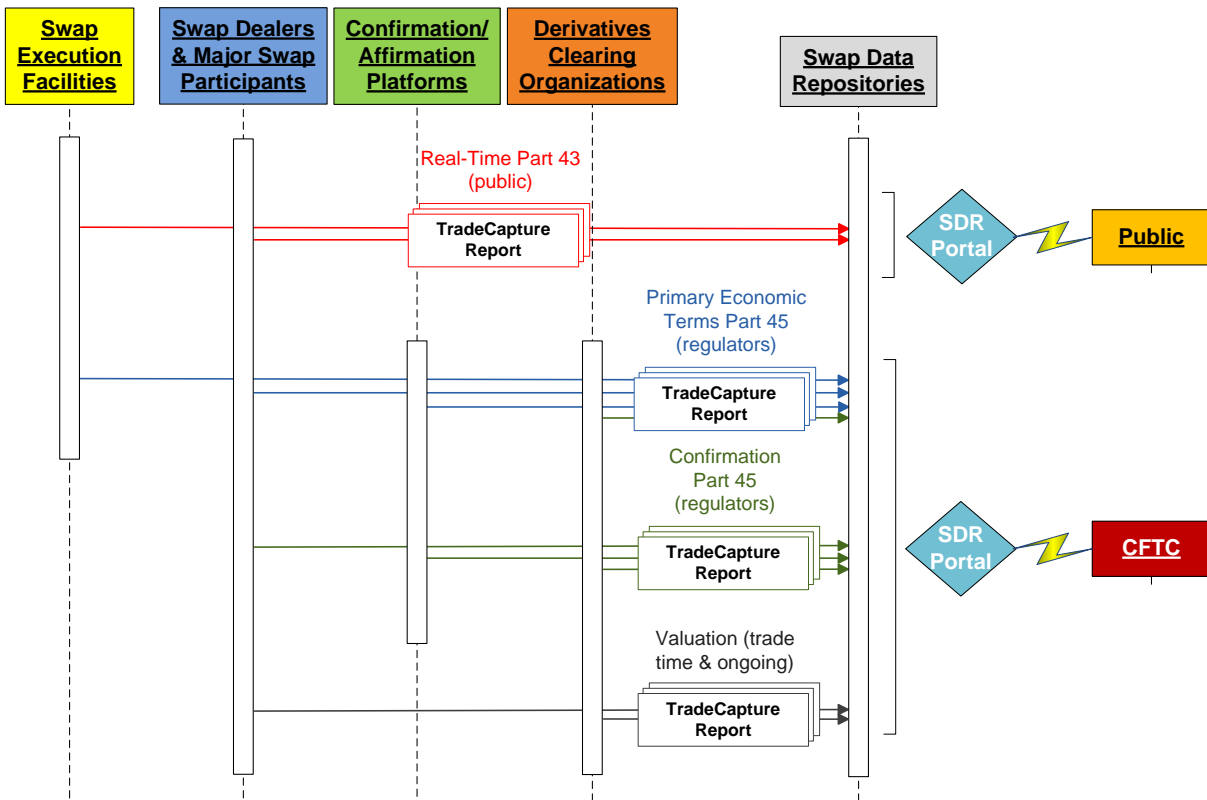 Swap
Execution
Facilities
Swap Dealers
& Major Swap
Participants
Confirmation/
Affirmation
Platforms
Derivatives
Clearing
Organizations
Swap Data
Repositories
Real-Time Part 43
(public)
TradeCapture
Report
SDR
Portal
Public
Primary Economic
Terms Part 45
(regulators)
TradeCapture
Report
Confirmation
Part 45
(regulators)
TradeCapture
Report
SDR
Portal
CFTC
Valuation (trade
time & ongoing)
TradeCapture
Report